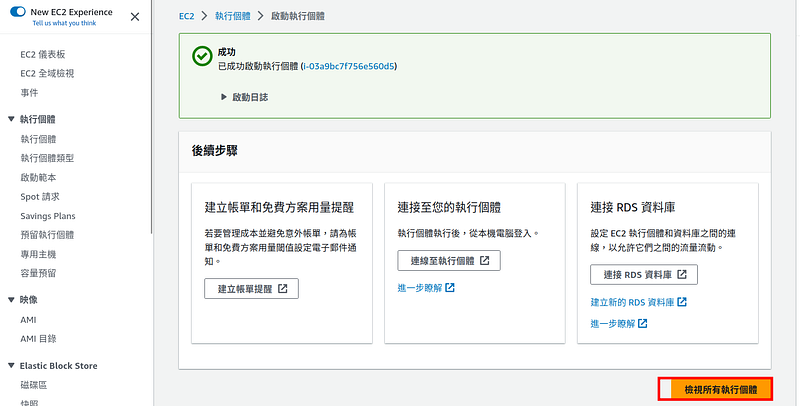 New EC2 Experience
Tell us what you think
EC2 儀表板
EC2 全域檢視
事件
執行個體
執行個體
執行個體類型
啟動範本
Spot 請求
Savings Plans
預留執行個體
專用主機
容量預留
映像
AMI
AMI 目錄
Elastic Block Store
磁碟區
快照
EC2
執行個體
啟動執行個體
成功
已成功啟動執行個體 (i-03a9bc7f756e560d5)
啟動日誌
後續步驟
建立帳單和免費方案用量提醒
若要管理成本並避免意外帳單，請為帳
單和免費方案用量閾值設定電子郵件通
知。
建立帳單提醒
連接至您的執行個體
執行個體執行後，從本機電腦登入。
連線至執行個體
進一步瞭解
連接 RDS 資料庫
設定 EC2 執行個體和資料庫之間的連
線，以允許它們之間的流量流動。
連接 RDS 資料庫
建立新的 RDS 資料庫
進一步瞭解
檢視所有執行個體